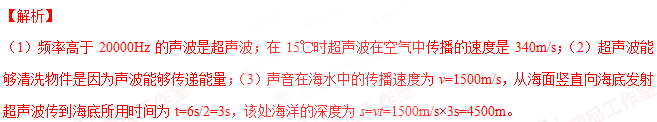 【解析】
（1）频率高于 20000Hz 的声波是超声波；在 15℃时超声波在空气中传播的速度是 340m/s；（2）超声波能
够清洗物件是因为声波能够传递能量；（3）声音在海水中的传播速度为 v=1500m/s，从海面竖直向海底发射
超声波传到海底所用时间为 t=6s/2=3s，该处海洋的深度为 s=vt=1500m/s×3s=4500m。